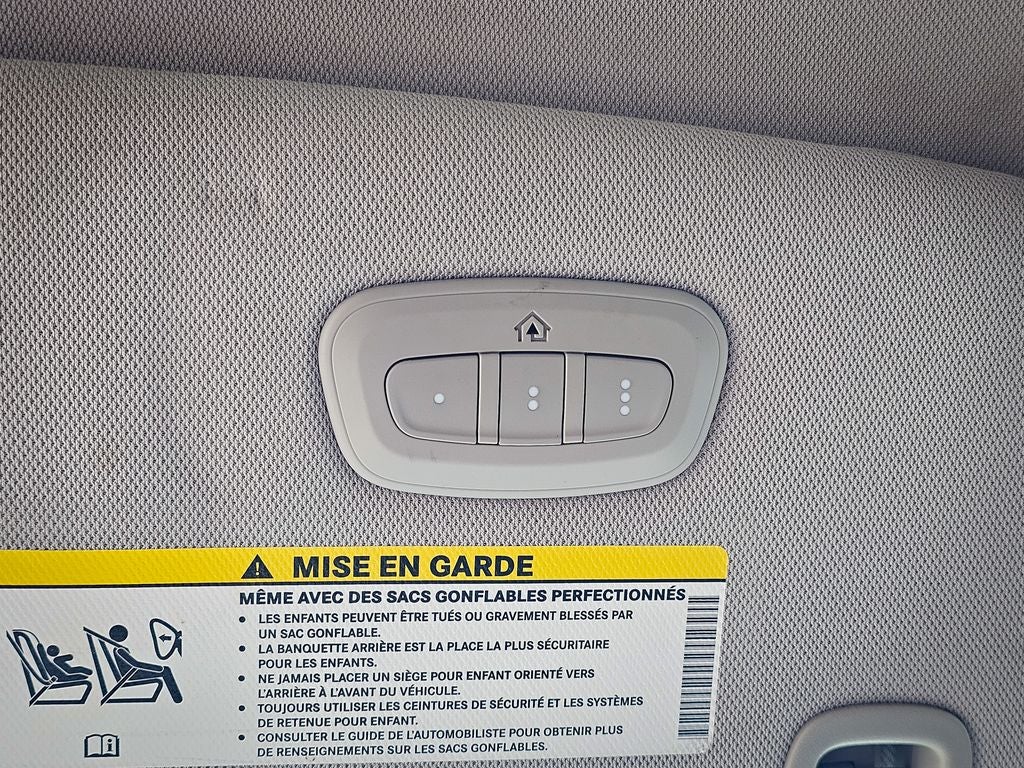 MISE EN GARDE
MÊME AVEC DES SACS GONFLABLES PERFECTIONNÉS
• LES ENFANTS PEUVENT ÊTRE TUÉS OU GRAVEMENT BLESSÉS PAR
UN SAC GONFLABLE.
• LA BANQUETTE ARRIÈRE EST LA PLACE LA PLUS SÉCURITAIRE
POUR LES ENFANTS.
• NE JAMAIS PLACER UN SIÈGE POUR ENFANT ORIENTÉ VERS
L'ARRIÈRE À L'AVANT DU VÉHICULE.
• TOUJOURS UTILISER LES CEINTURES DE SÉCURITÉ ET LES SYSTÈMES
DE RETENUE POUR ENFANT.
• CONSULTER LE GUIDE DE L'AUTOMOBILISTE POUR OBTENIR PLUS
DE RENSEIGNEMENTS SUR LES SACS GONFLABLES.